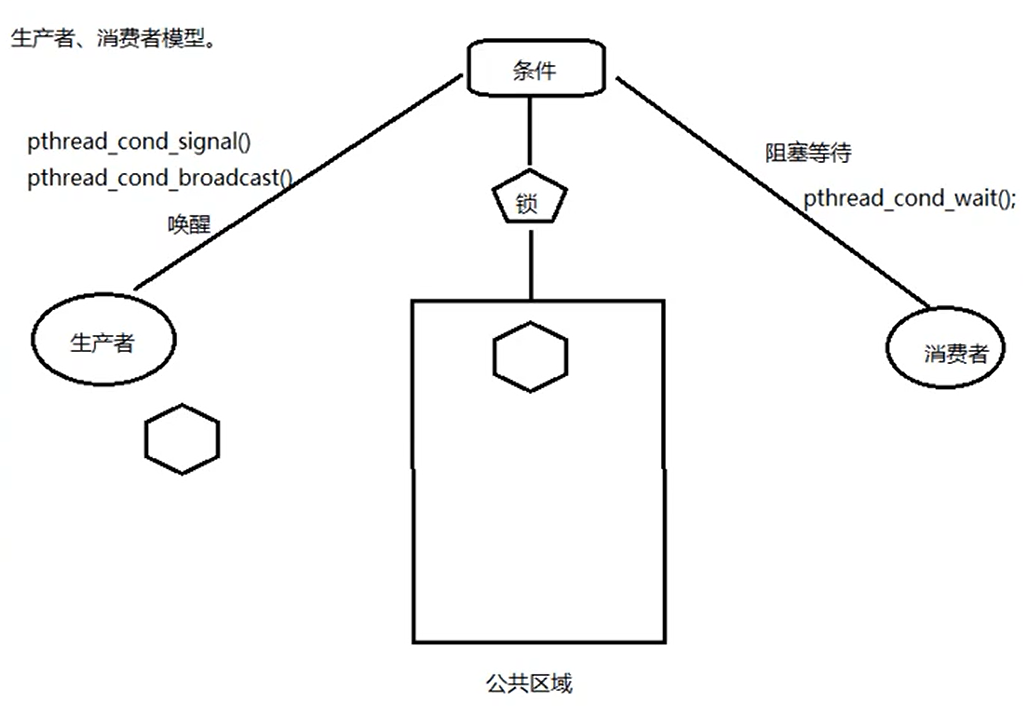 生产者、消费者模型。
条件
pthread_cond_signal()
pthread_cond_broadcast()
唤醒
锁
阻塞等待
pthread_cond_wait();
生产者
消费者
公共区域